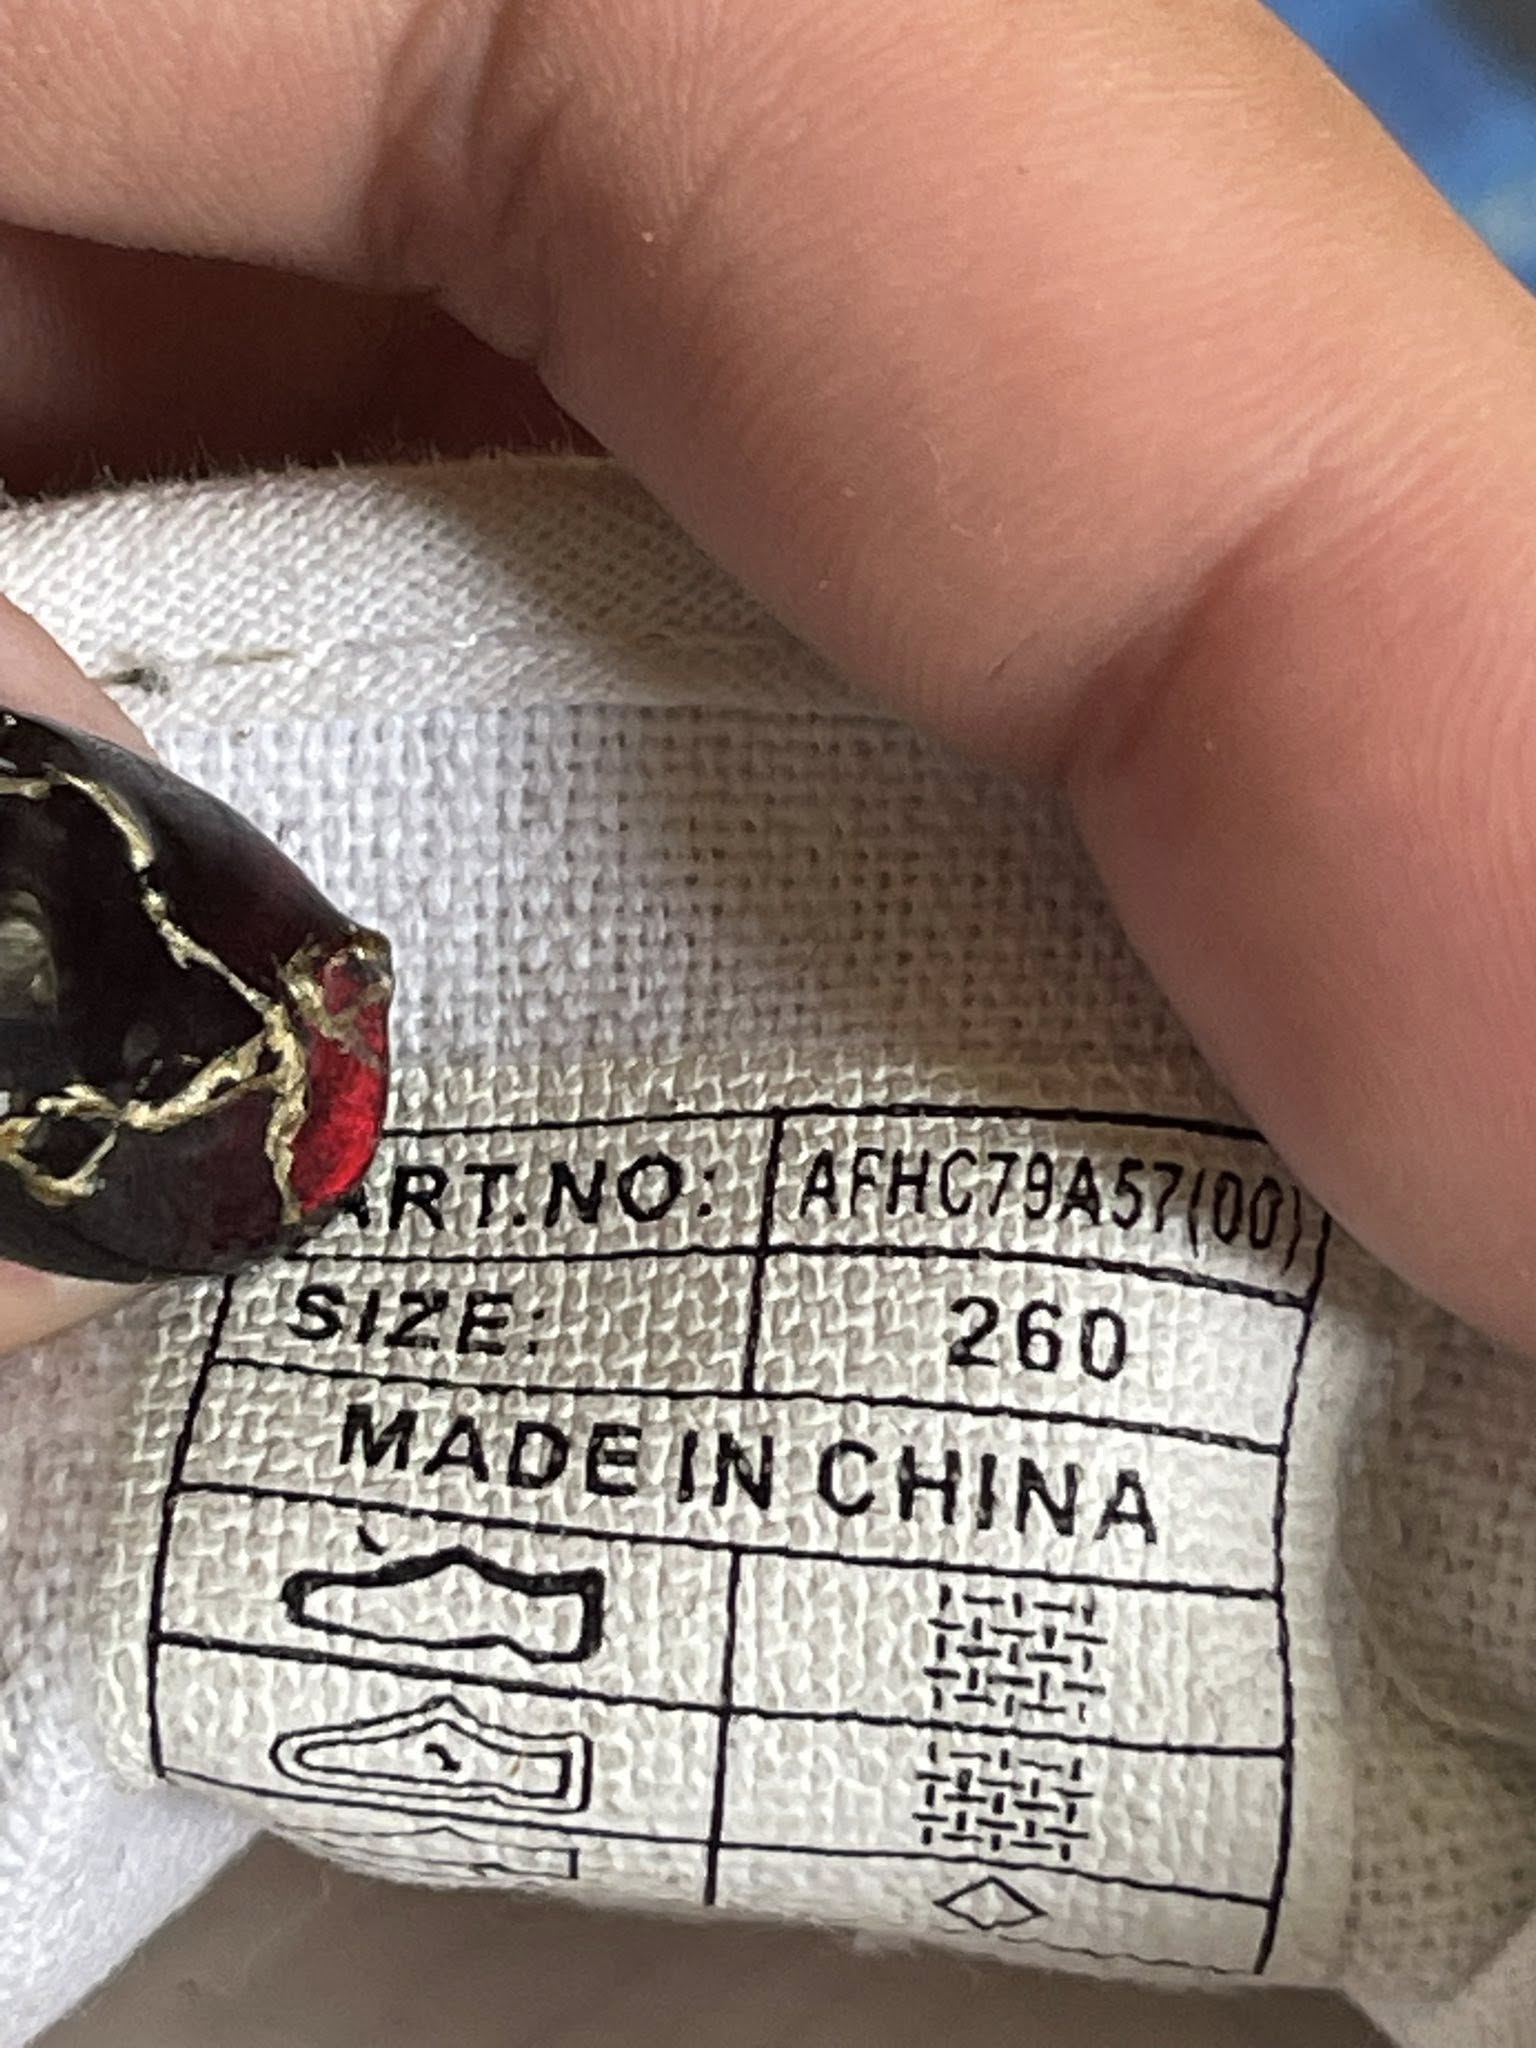 ART.NO: AFHC79A57(00)
SIZE: 260
MADE IN CHINA